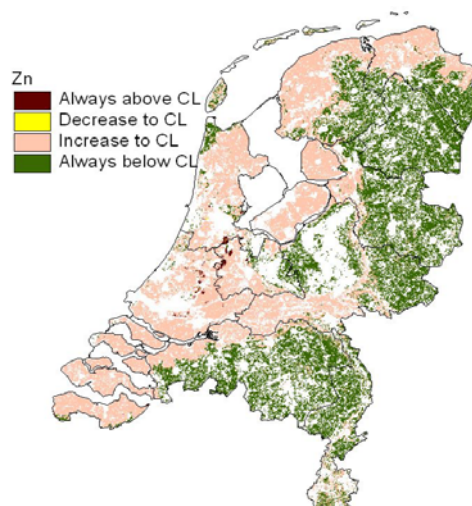 Zn
Always above CL
Decrease to CL
Increase to CL
Always below CL